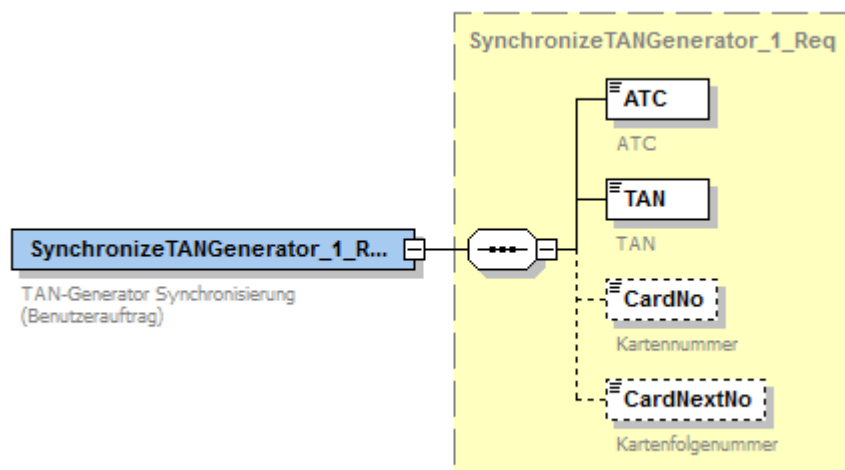 SynchronizeTANGenerator_1_Req
ATC
ATC
TAN
TAN
SynchronizeTANGenerator_1_R...
TAN-Generator Synchronisierung
(Benutzerauftrag)
CardNo
Kartennummer
CardNextNo
Kartenfolgenummer